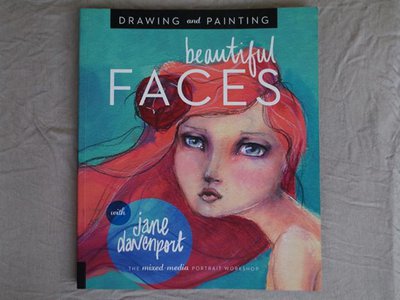 DRAWING and PAINTING
beautiful
FACES
with
jane
davenport
THE mixed-media PORTRAIT WORKSHOP